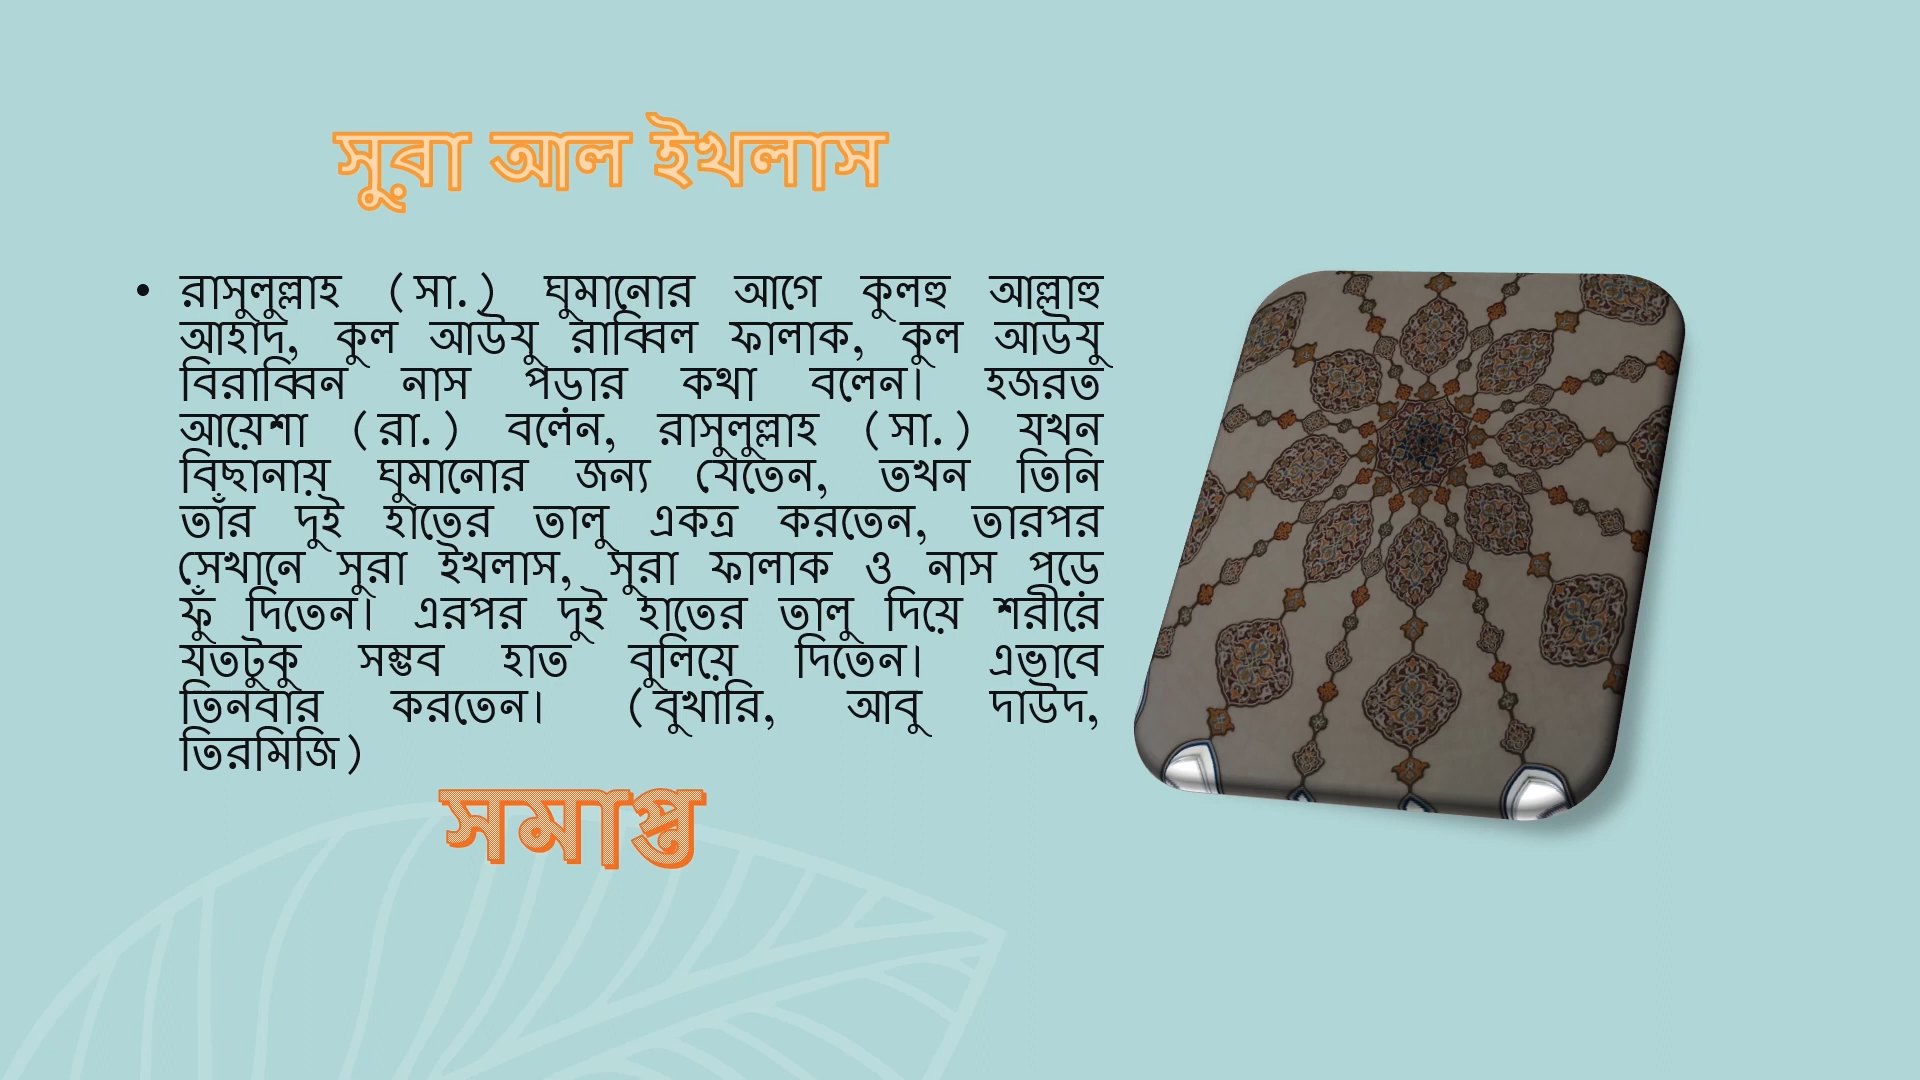 সুরা আল ইখলাস
• রাসুলুল্লাহ (সা.) ঘুমানোর আগে কুলহু আল্লাহু
আহাদ, কুল আউযু রাব্বিল ফালাক, কুল আউযু
বিরাব্বিন নাস পড়ার কথা বলেন। হজরত
আয়েশা (রা.) বলেন, রাসুলুল্লাহ (সা.) যখন
বিছানায় ঘুমানোর জন্য যেতেন, তখন তিনি
তাঁর দুই হাতের তালু একত্র করতেন, তারপর
সেখানে সুরা ইখলাস, সুরা ফালাক ও নাস পড়ে
ফুঁ দিতেন। এরপর দুই হাতের তালু দিয়ে শরীরে
যতটুকু সম্ভব হাত বুলিয়ে দিতেন। এভাবে
তিনবার করতেন। (বুখারি, আবু দাউদ,
তিরমিজি)
সমাপ্ত